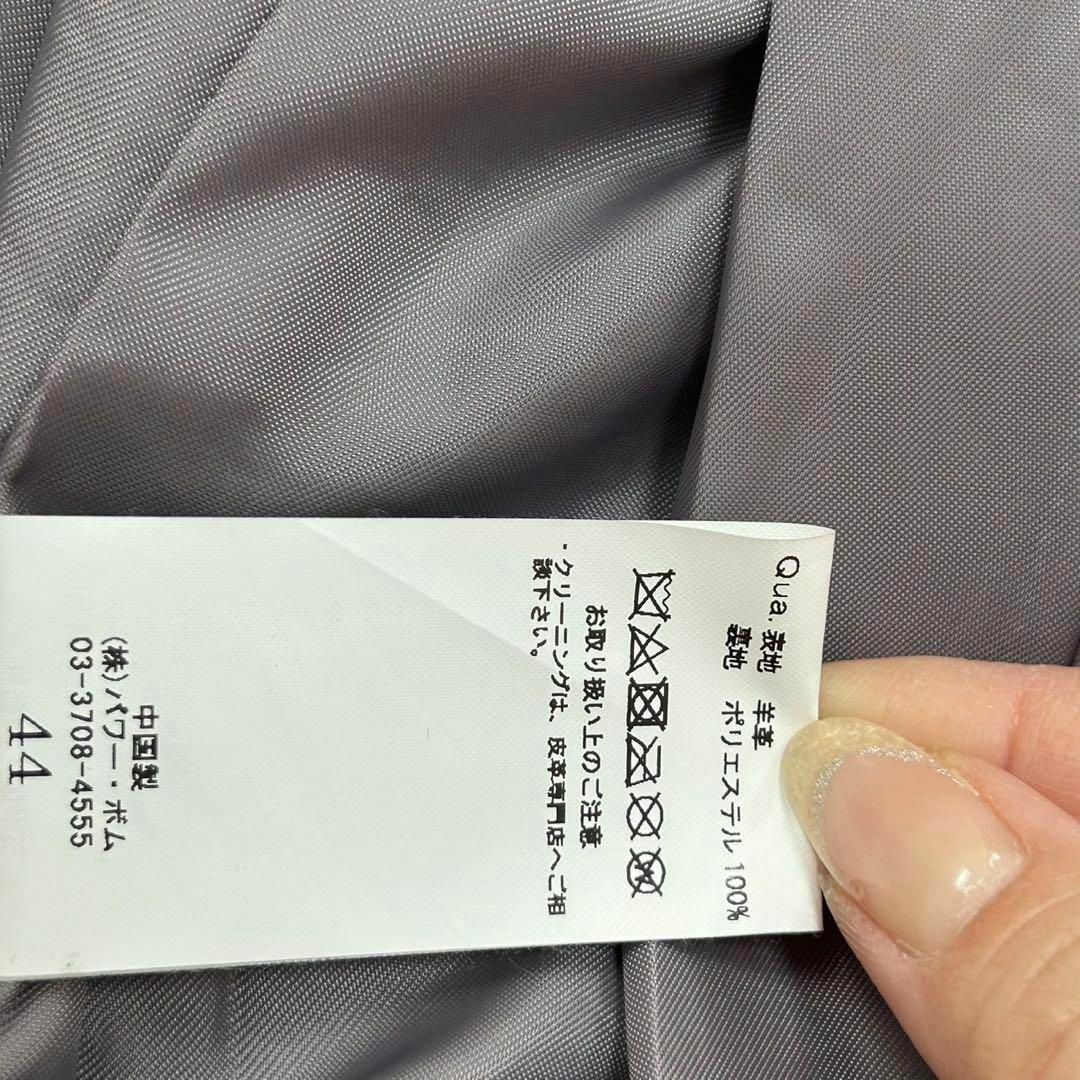 Qua. 表地 羊革
裏地 ポリエステル 100%
お取り扱い上のご注意
・クリーニングは、皮革専門店へご相
談下さい。
中国製
(株)パワー・ボム
03-3708-4555
44